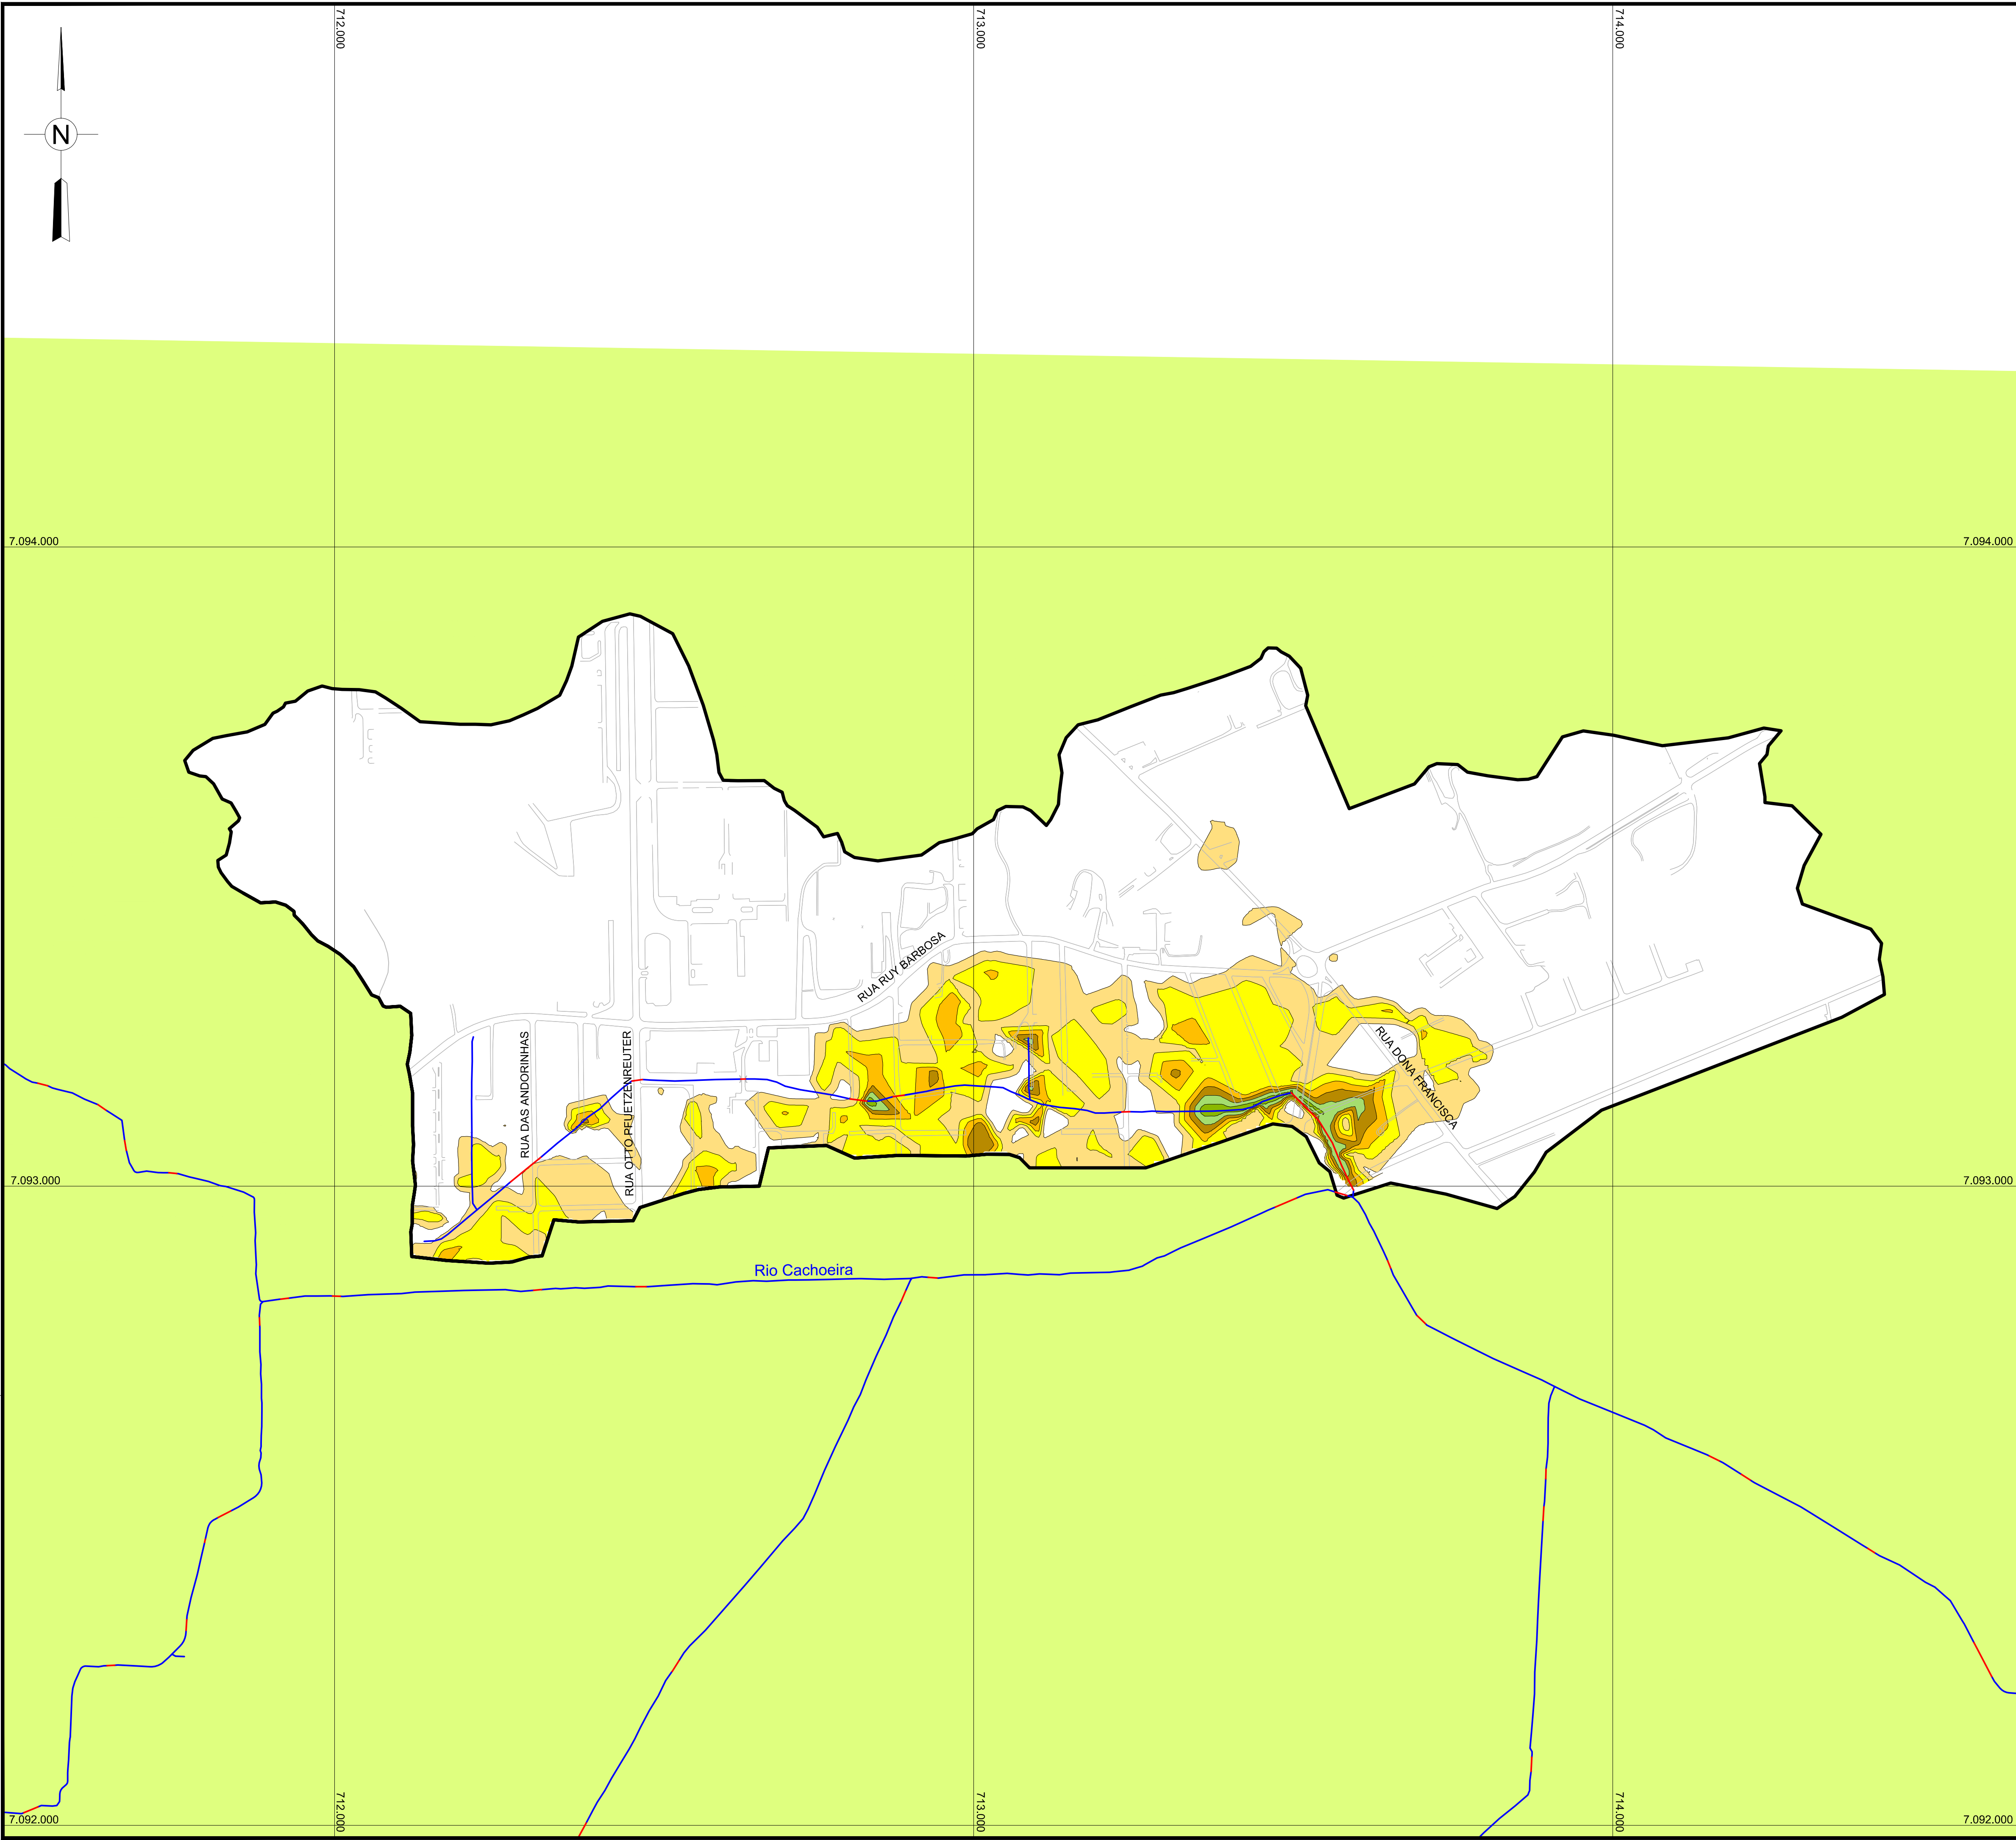 712.000
713.000
714.000
N
7.094.000
7.094.000
RUA RUY BARBOSA
RUA DAS ANDORINHAS
RUA OTTO PFUETZENREUTER
RUA DONA FRANCISCA
7.093.000
7.093.000
Rio Cachoeira
712.000
713.000
714.000
7.092.000
7.092.000